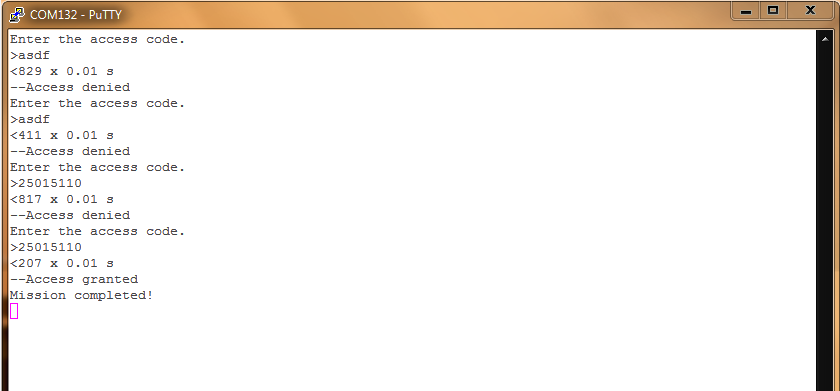 COM132 - PuTTY
Enter the access code.
>asdf
<829 x 0.01 s
--Access denied
Enter the access code.
>asdf
<411 x 0.01 s
--Access denied
Enter the access code.
>25015110
<817 x 0.01 s
--Access denied
Enter the access code.
>25015110
<207 x 0.01 s
--Access granted
Mission completed!